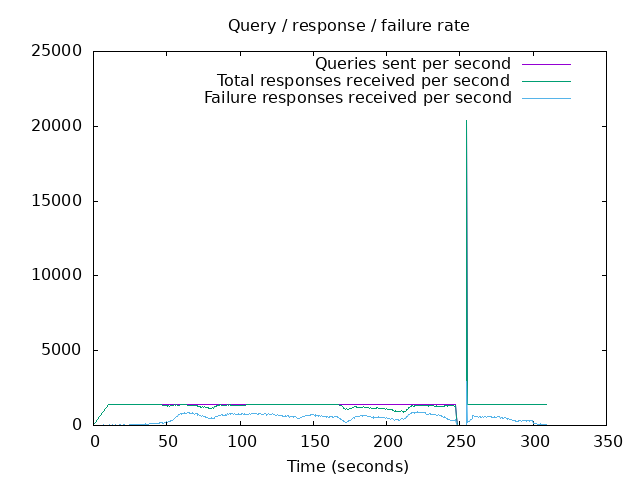 Query / response / failure rate
Queries sent per second
Total responses received per second
Failure responses received per second
25000
20000
15000
10000
5000
0
0 50 100 150 200 250 300 350
Time (seconds)